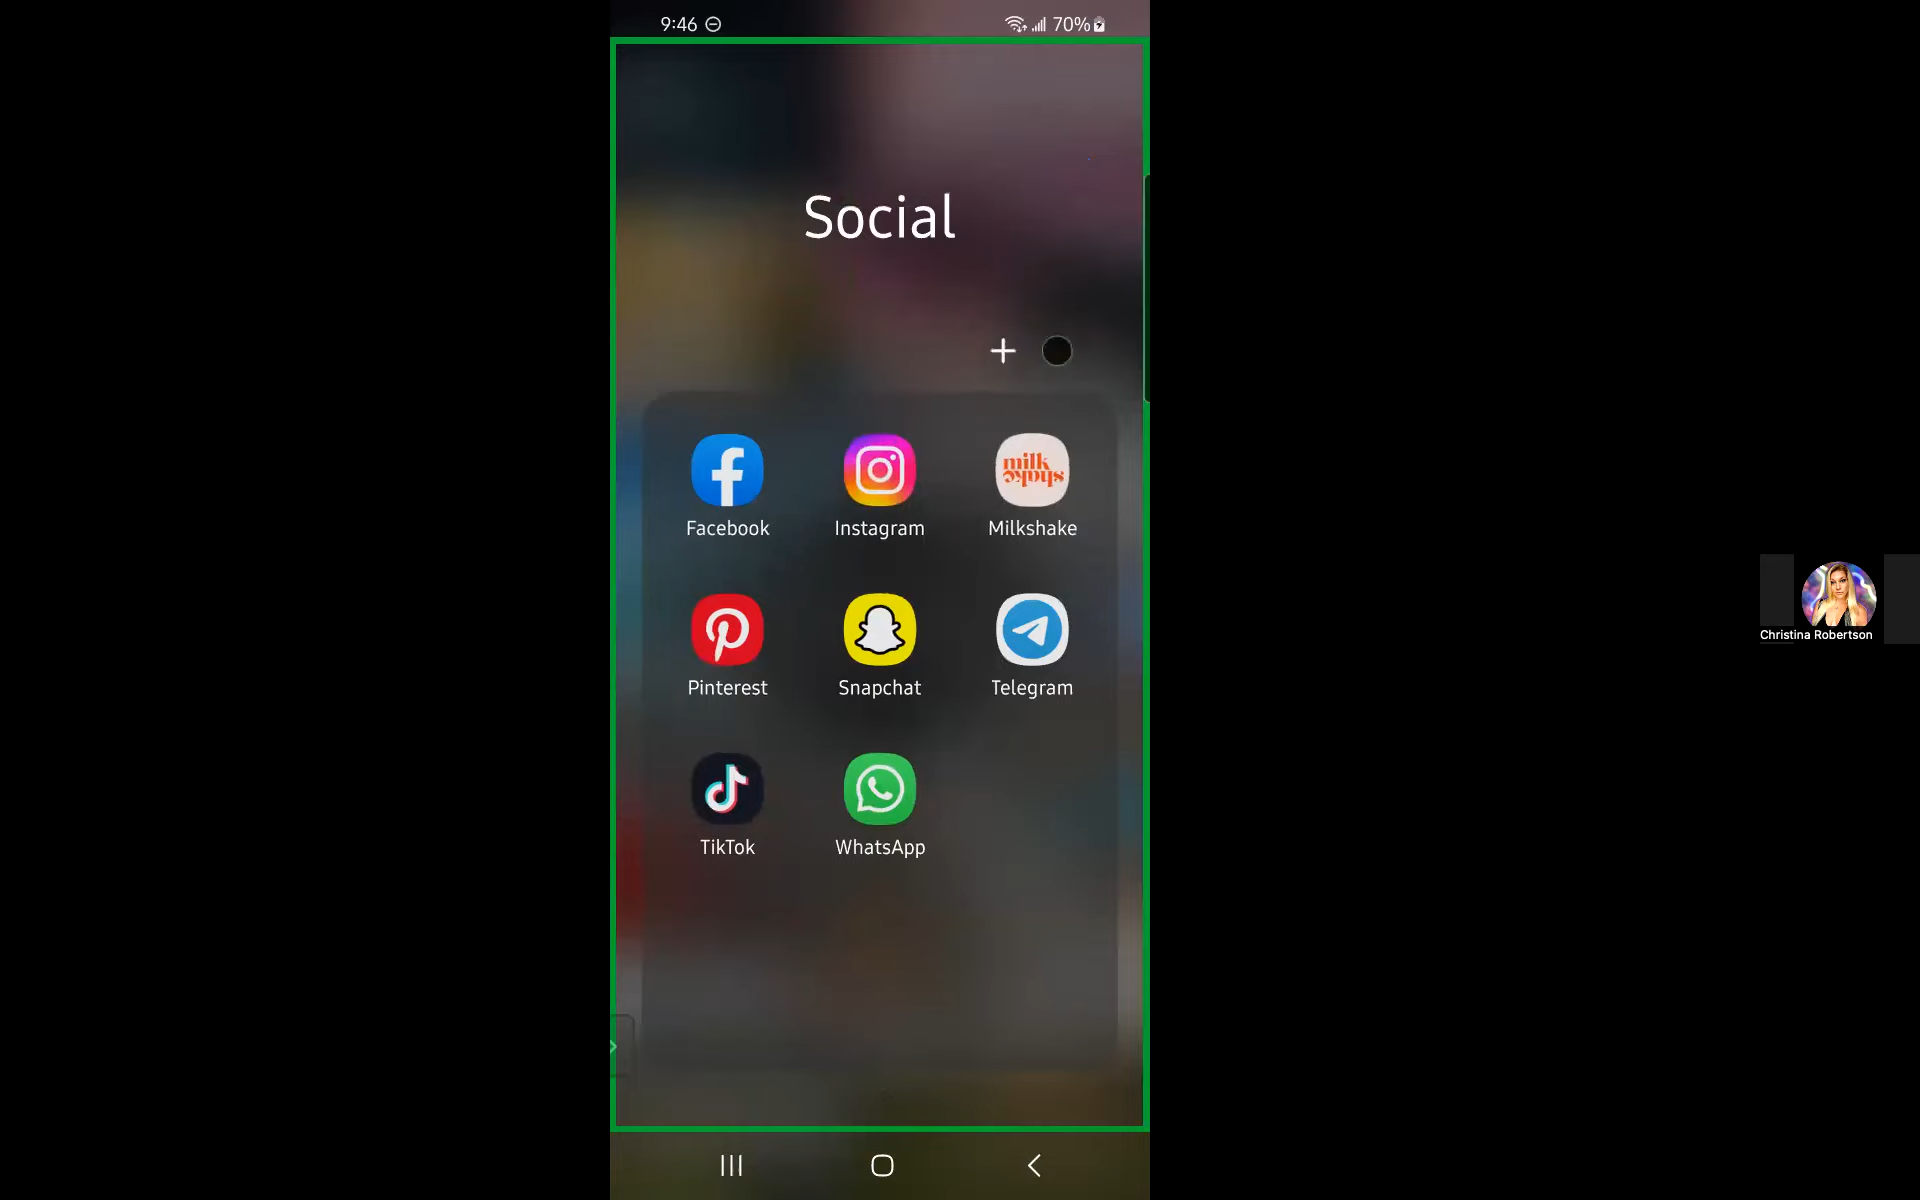 9:46 70%
Social
milk
shake
Facebook Instagram Milkshake
Pinterest Snapchat Telegram
Christina Robertson
TikTok WhatsApp